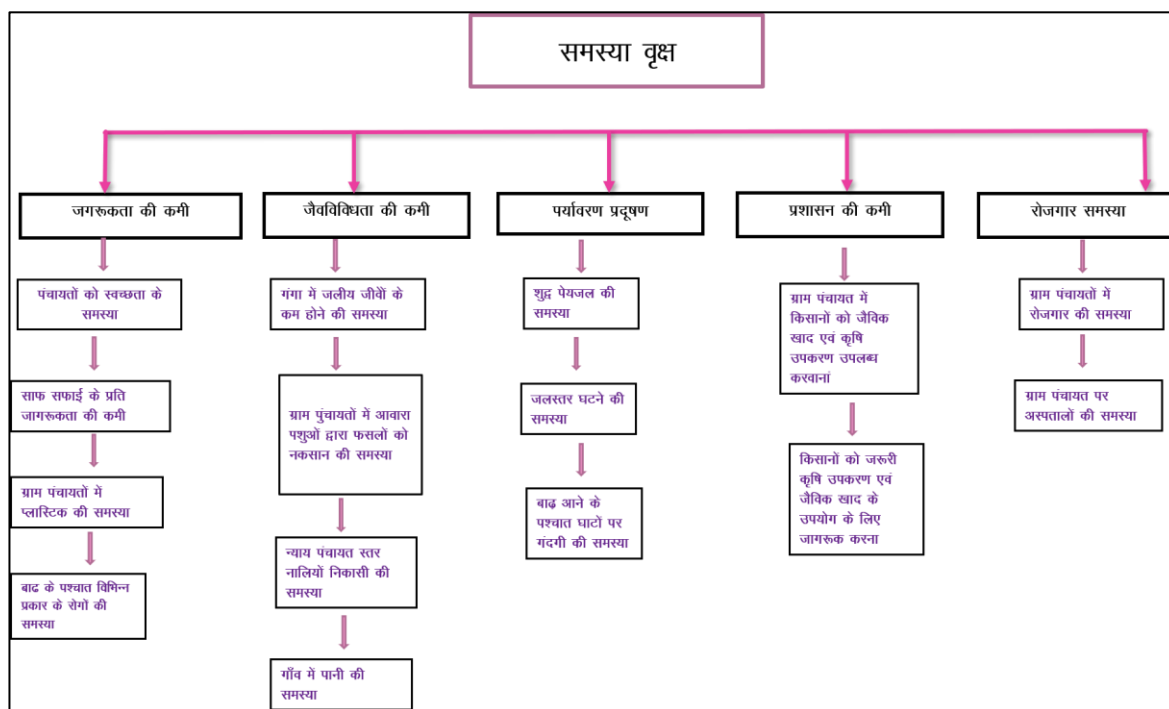 समस्या वृक्ष
जगरूकता की कमी
पंचायतों को स्वच्छता के
समस्या
साफ सफाई के प्रति
जागरूकता की कमी
ग्राम पंचायतों में
प्लास्टिक की समस्या
बाढ के पश्चात विभिन्न
प्रकार के रोगों की
समस्या
जैवविविधता की कमी
गंगा में जलीय जीवों के
कम होने की समस्या
ग्राम पुंचायतों में आवारा
पशुओं द्वारा फसलों को
नकसान की समस्या
न्याय पंचायत स्तर
नालियों निकासी की
समस्या
गाँव में पानी की
समस्या
पर्यावरण प्रदूषण
शुद्व पेयजल की
समस्या
जलस्तर घटने की
समस्या
बाढ़ आने के
पश्चात घाटों पर
गंदगी की समस्या
प्रशासन की कमी
ग्राम पंचायत में
किसानों को जैविक
खाद एवं कृषि
उपकरण उपलब्ध
करवानां
किसानों को जरूरी
कृषि उपकरण एवं
जैविक खाद के
उपयोग के लिए
जागरूक करना
रोजगार समस्या
ग्राम पंचायतों में
रोजगार की समस्या
ग्राम पंचायत पर
अस्पतालों की समस्या